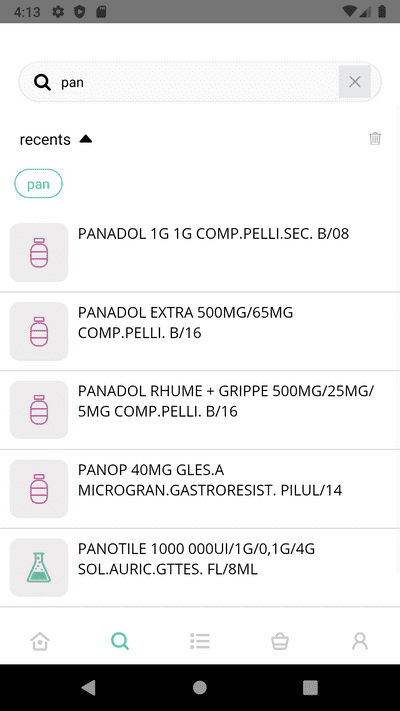 4:13
pan
recents
pan
PANADOL 1G 1G COMP.PELLI.SEC. B/08
PANADOL EXTRA 500MG/65MG
COMP.PELLI. B/16
PANADOL RHUME + GRIPPE 500MG/25MG/
5MG COMP.PELLI. B/16
PANOP 40MG GLES.A
MICROGRAN.GASTRORESIST. PILUL/14
PANOTILE 1000 000UI/1G/0,1G/4G
SOL.AURIC.GTTES. FL/8ML